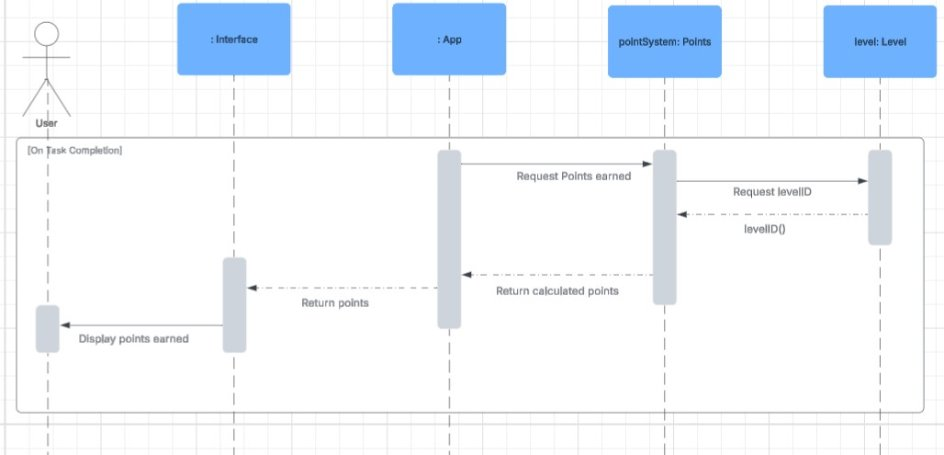 : Interface
: App
pointSystem: Points
level: Level
User
[On Task Completion]
Request Points earned
Request levelID
levelID()
Return calculated points
Return points
Display points earned